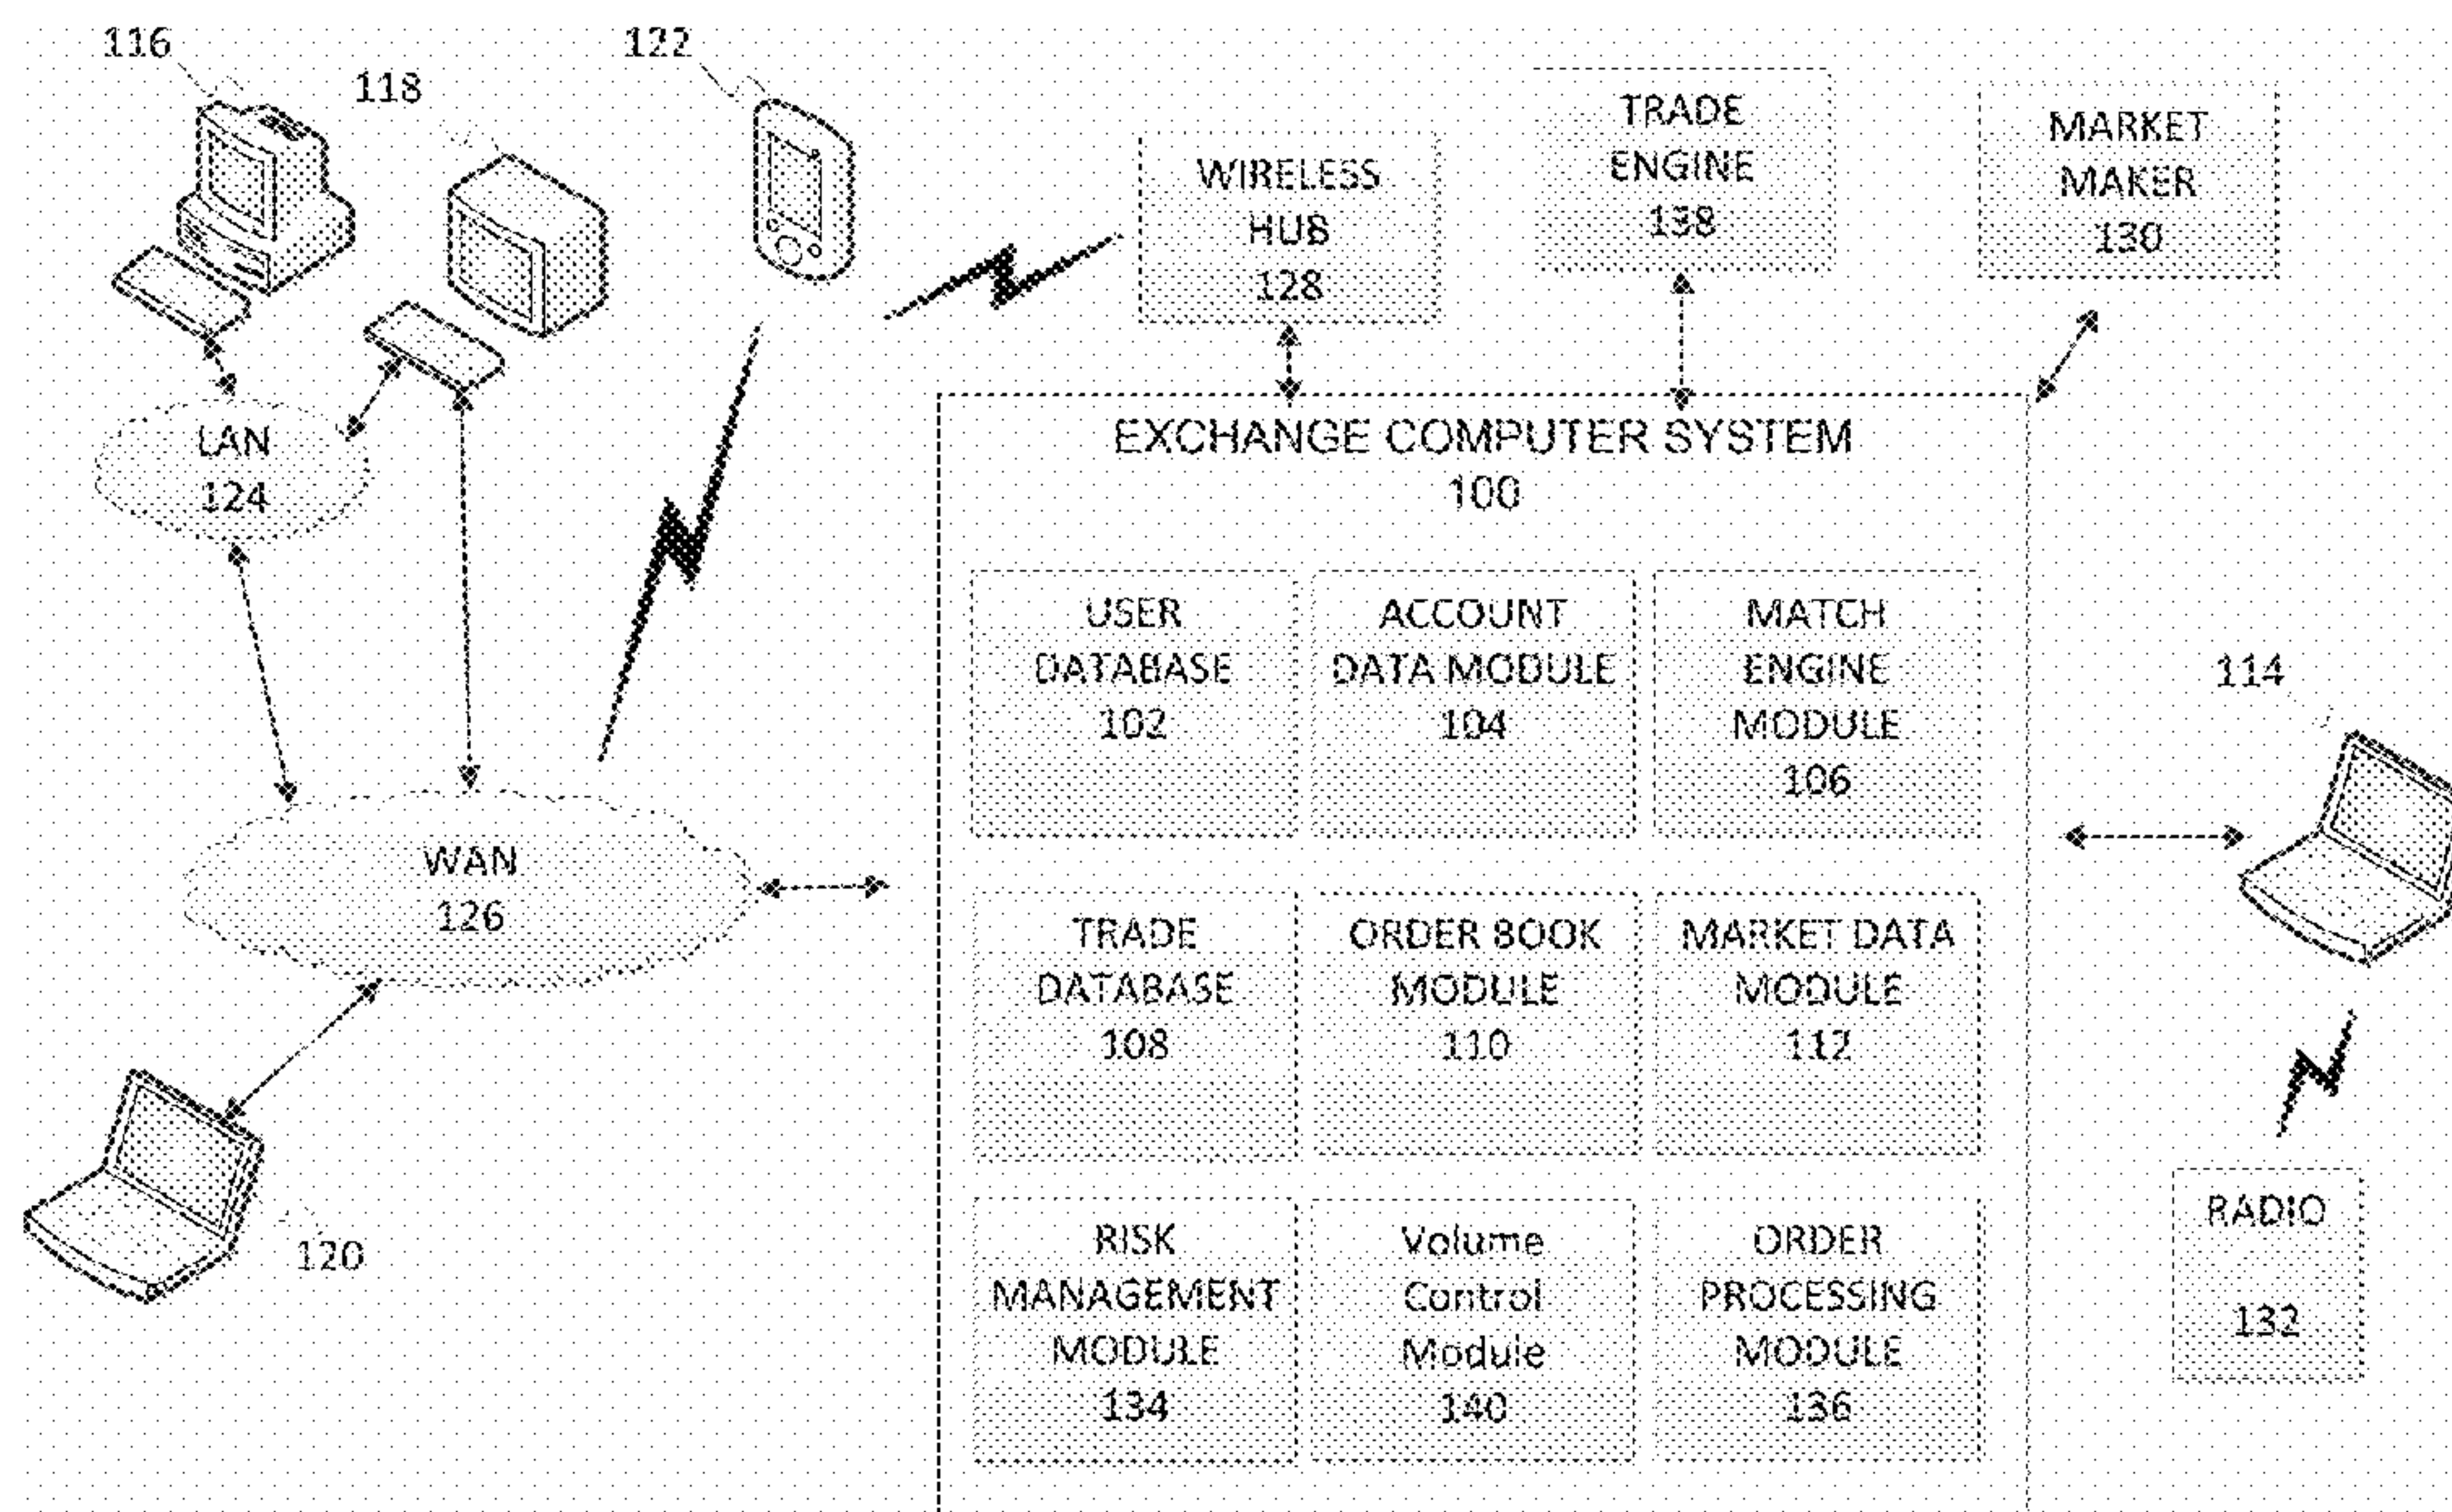 116
118
122
WIRELESS
HUB
128
TRADE
ENGINE
138
MARKET
MAKER
130
LAN
124
EXCHANGE COMPUTER SYSTEM
100
USER
DATABASE
102
ACCOUNT
DATA MODULE
104
MATCH
ENGINE
MODULE
106
114
WAN
126
TRADE
DATABASE
108
ORDER BOOK
MODULE
110
MARKET DATA
MODULE
112
120
RISK
MANAGEMENT
MODULE
134
Volume
Control
Module
140
ORDER
PROCESSING
MODULE
136
RADIO
132